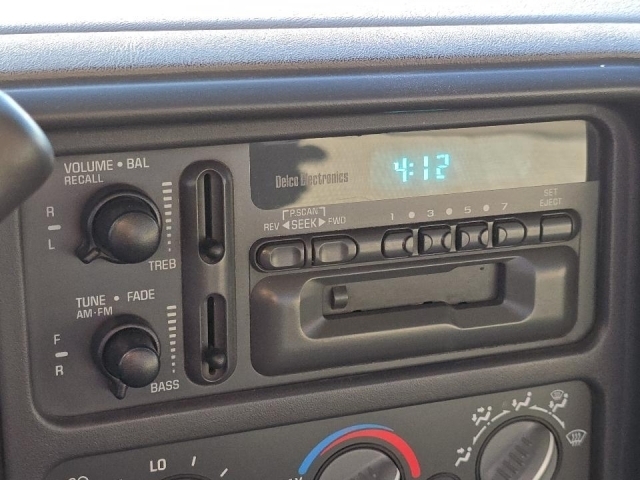 VOLUME • BAL
RECALL
R
L
TREB
TUNE • FADE
AM-FM
F
R
BASS
Delco Electronics
4:12
P.SCAN
REV ◄SEEK► FWD
1 • 3 • 5 • 7
SET
EJECT
LO